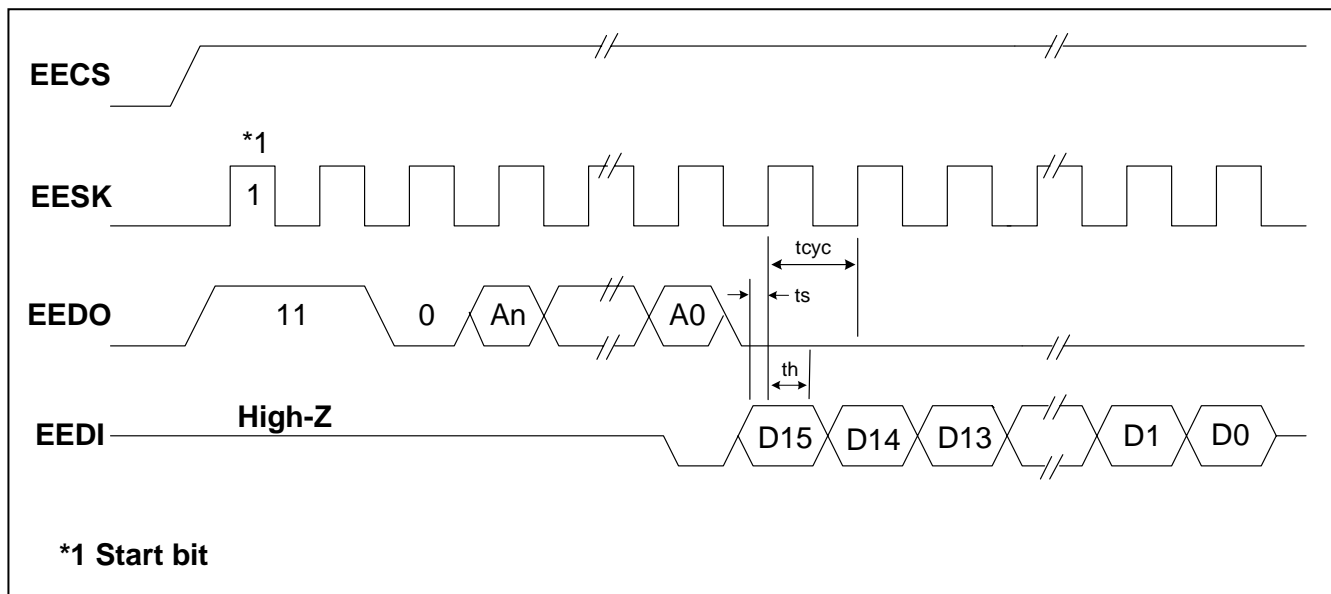 EECS
*1
EESK
1
tcyc
ts
EEDO
11
0
An
A0
th
High-Z
EEDI
D15
D14
D13
D1
D0
*1 Start bit